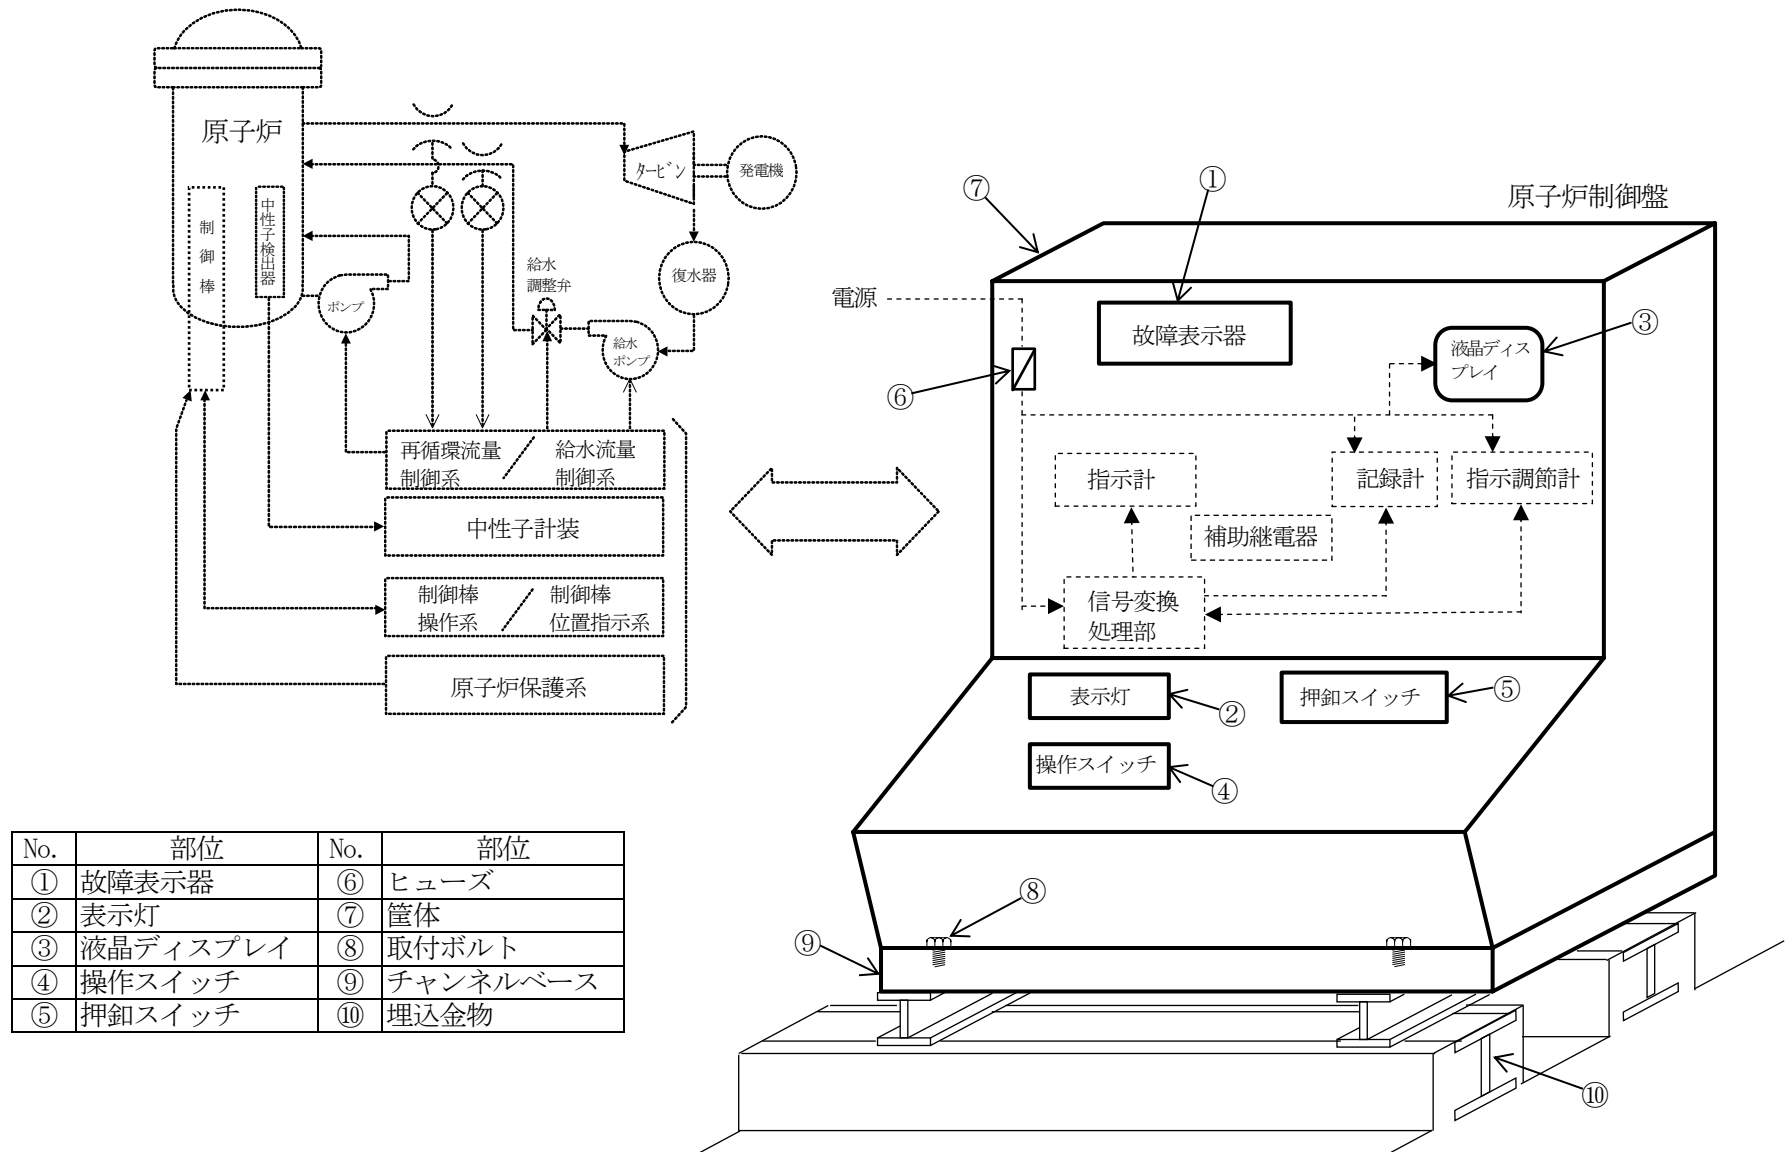 原子炉
制御棒
中性子検出器
ポンプ
タービン
発電機
復水器
給水
調整弁
給水
ポンプ
再循環流量
制御系
給水流量
制御系
中性子計装
制御棒
操作系
制御棒
位置指示系
原子炉保護系
原子炉制御盤
⑦
①
電源
故障表示器
③
液晶ディス
プレイ
⑥
指示計
記録計
指示調節計
補助継電器
信号変換
処理部
表示灯
②
押釦スイッチ
⑤
操作スイッチ
④
⑧
⑨
⑩
No. 部位 No. 部位
① 故障表示器 ⑥ ヒューズ
② 表示灯 ⑦ 筐体
③ 液晶ディスプレイ ⑧ 取付ボルト
④ 操作スイッチ ⑨ チャンネルベース
⑤ 押釦スイッチ ⑩ 埋込金物